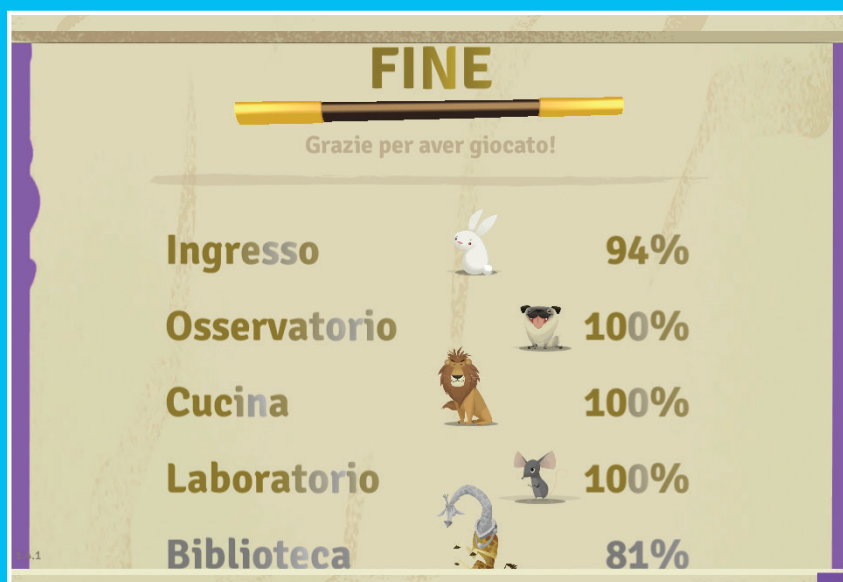 FINE
Grazie per aver giocato!
Ingresso 94%
Osservatorio 100%
Cucina 100%
Laboratorio 100%
Biblioteca 81%